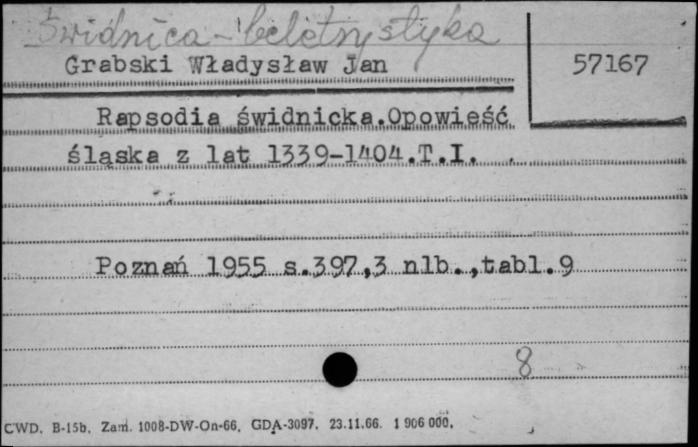 Świdnica - beletrystyka
Grabski Władysław Jan
57167
Rapsodia świdnicka.Opowieść
śląska z lat 1339-1404.T.I.
Poznań 1955 s.397,3 nlb.,tabl.9
8
CWD. B-15b. Zam. 1008-DW-On-66. GDA-3097. 23.11.66. 1 906 000.